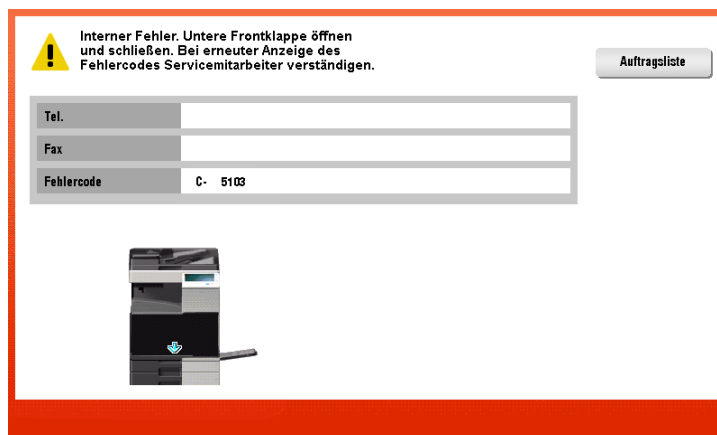 Interner Fehler. Untere Frontklappe öffnen
und schließen. Bei erneuter Anzeige des
Fehlercodes Servicemitarbeiter verständigen.
Auftragsliste
Tel.
Fax
Fehlercode C- 5103